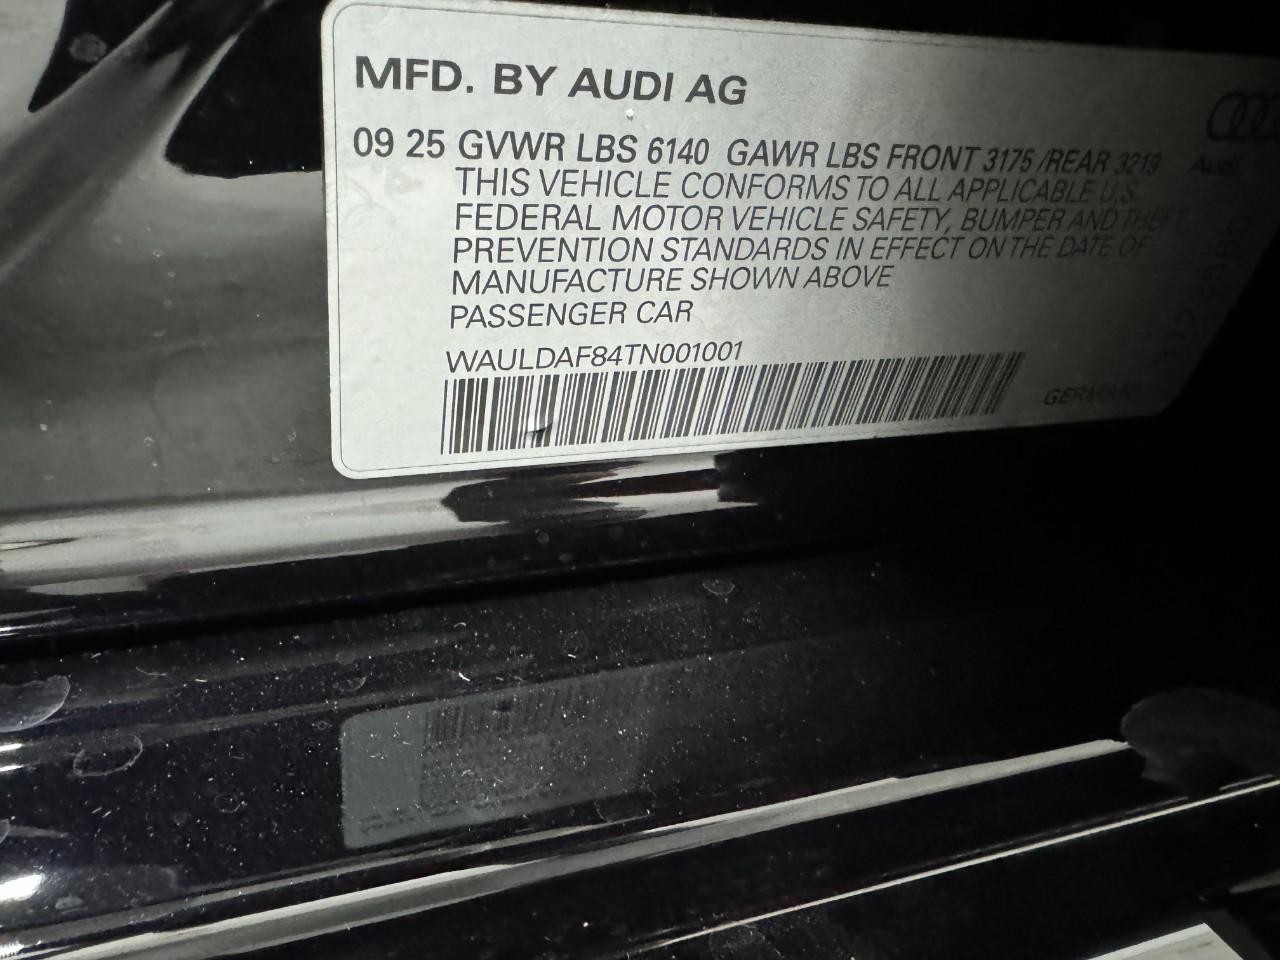 MFD. BY AUDI AG
09 25 GVWR LBS 6140 GAWR LBS FRONT 3175 /REAR 3219
THIS VEHICLE CONFORMS TO ALL APPLICABLE U.S.
FEDERAL MOTOR VEHICLE SAFETY, BUMPER AND THEFT
PREVENTION STANDARDS IN EFFECT ON THE DATE OF
MANUFACTURE SHOWN ABOVE
PASSENGER CAR
WAULDAF84TN001001
Audi
GERMANY